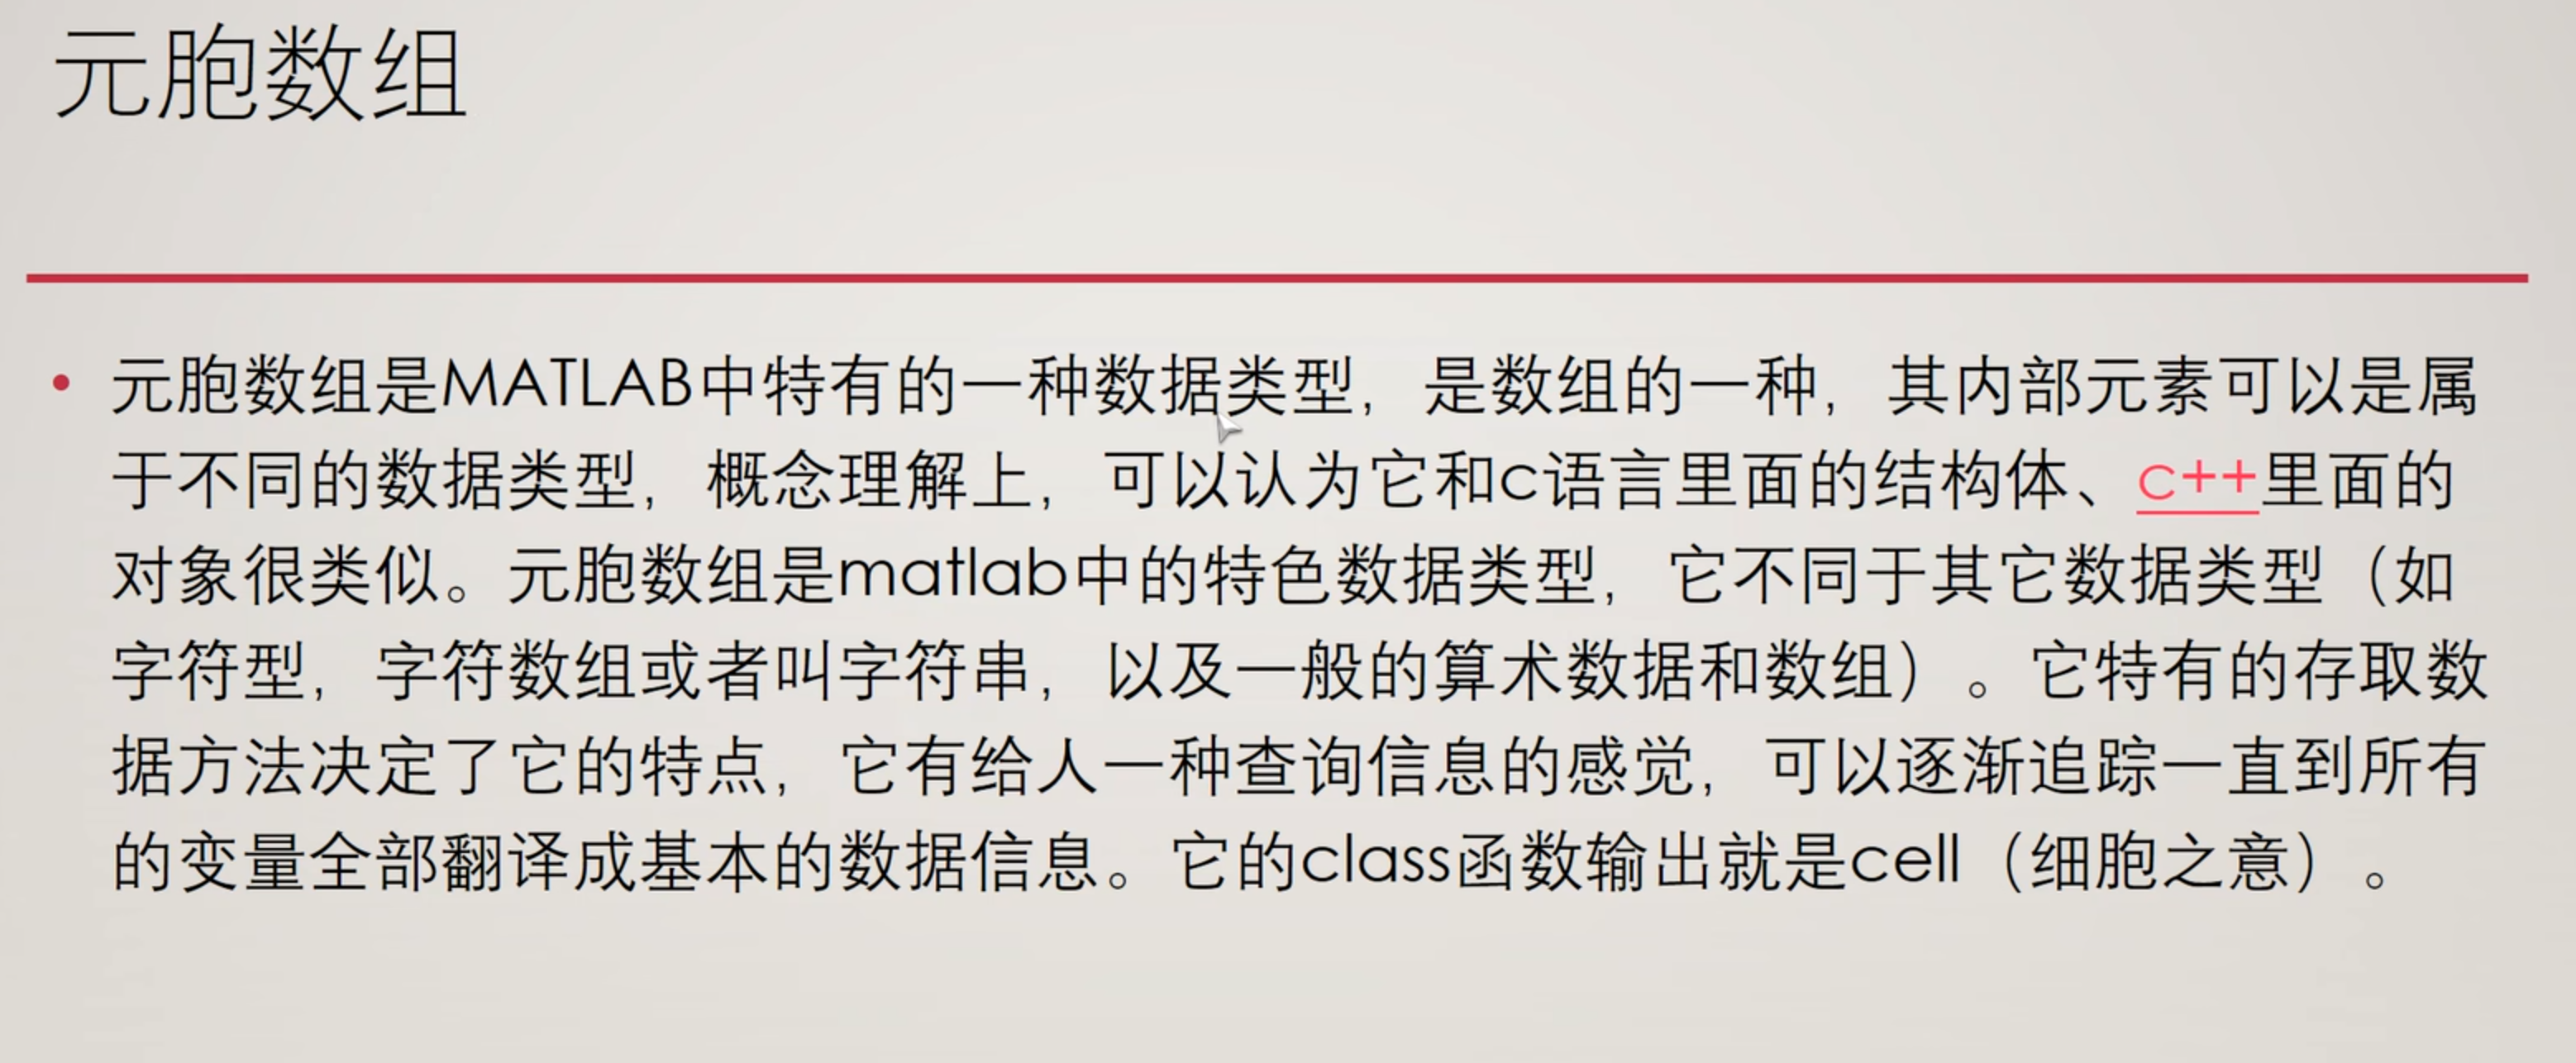 元胞数组
• 元胞数组是MATLAB中特有的一种数据类型，是数组的一种，其内部元素可以是属
于不同的数据类型，概念理解上，可以认为它和c语言里面的结构体、c++里面的
对象很类似。元胞数组是matlab中的特色数据类型，它不同于其它数据类型（如
字符型，字符数组或者叫字符串，以及一般的算术数据和数组）。它特有的存取数
据方法决定了它的特点，它有给人一种查询信息的感觉，可以逐渐追踪一直到所有
的变量全部翻译成基本的数据信息。它的class函数输出就是cell（细胞之意）。